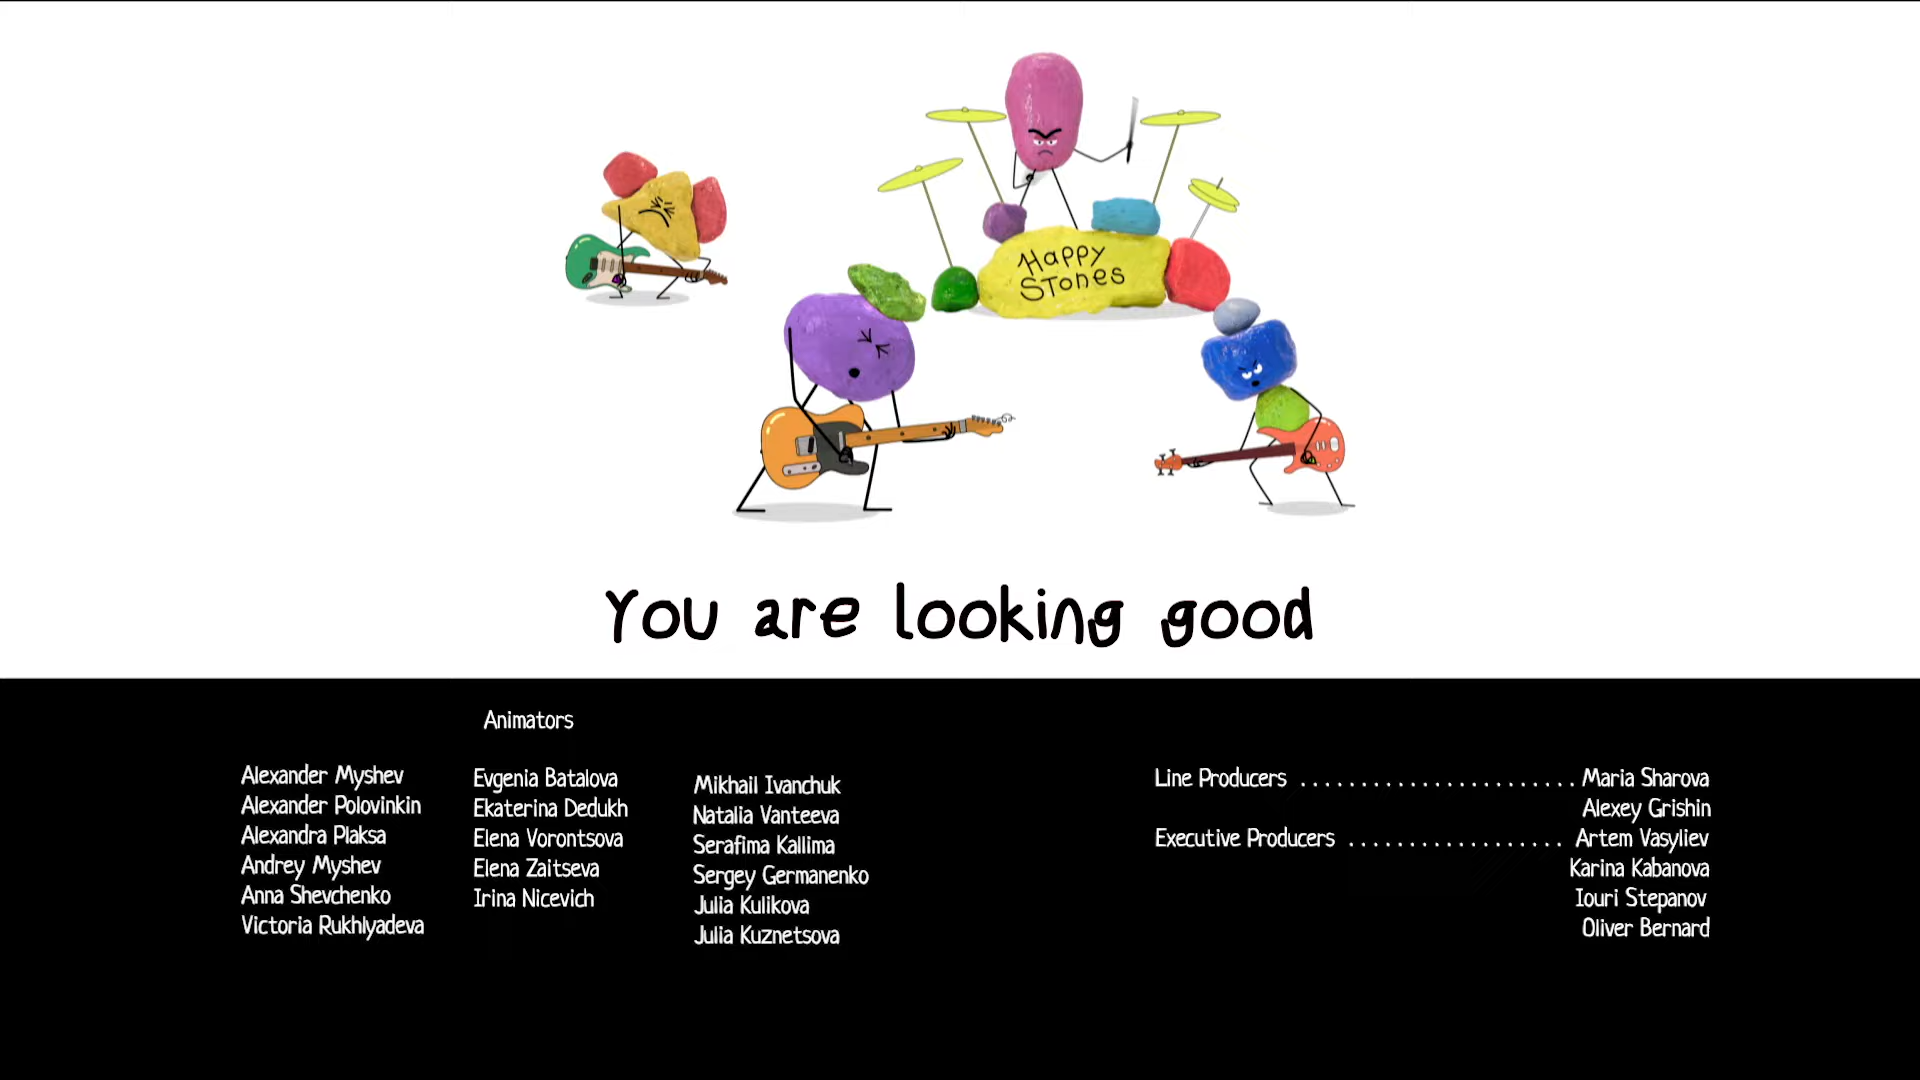 Happy
Stones
You are looking good
Animators
Alexander Myshev
Alexander Polovinkin
Alexandra Plaksa
Andrey Myshev
Anna Shevchenko
Victoria Rukhlyadeva
Evgenia Batalova
Ekaterina Dedukh
Elena Vorontsova
Elena Zaitseva
Irina Nicevich
Mikhail Ivanchuk
Natalia Vanteeva
Serafima Kallima
Sergey Germanenko
Julia Kulikova
Julia Kuznetsova
Line Producers ....................... Maria Sharova
Alexey Grishin
Executive Producers .................. Artem Vasyliev
Karina Kabanova
Iouri Stepanov
Oliver Bernard